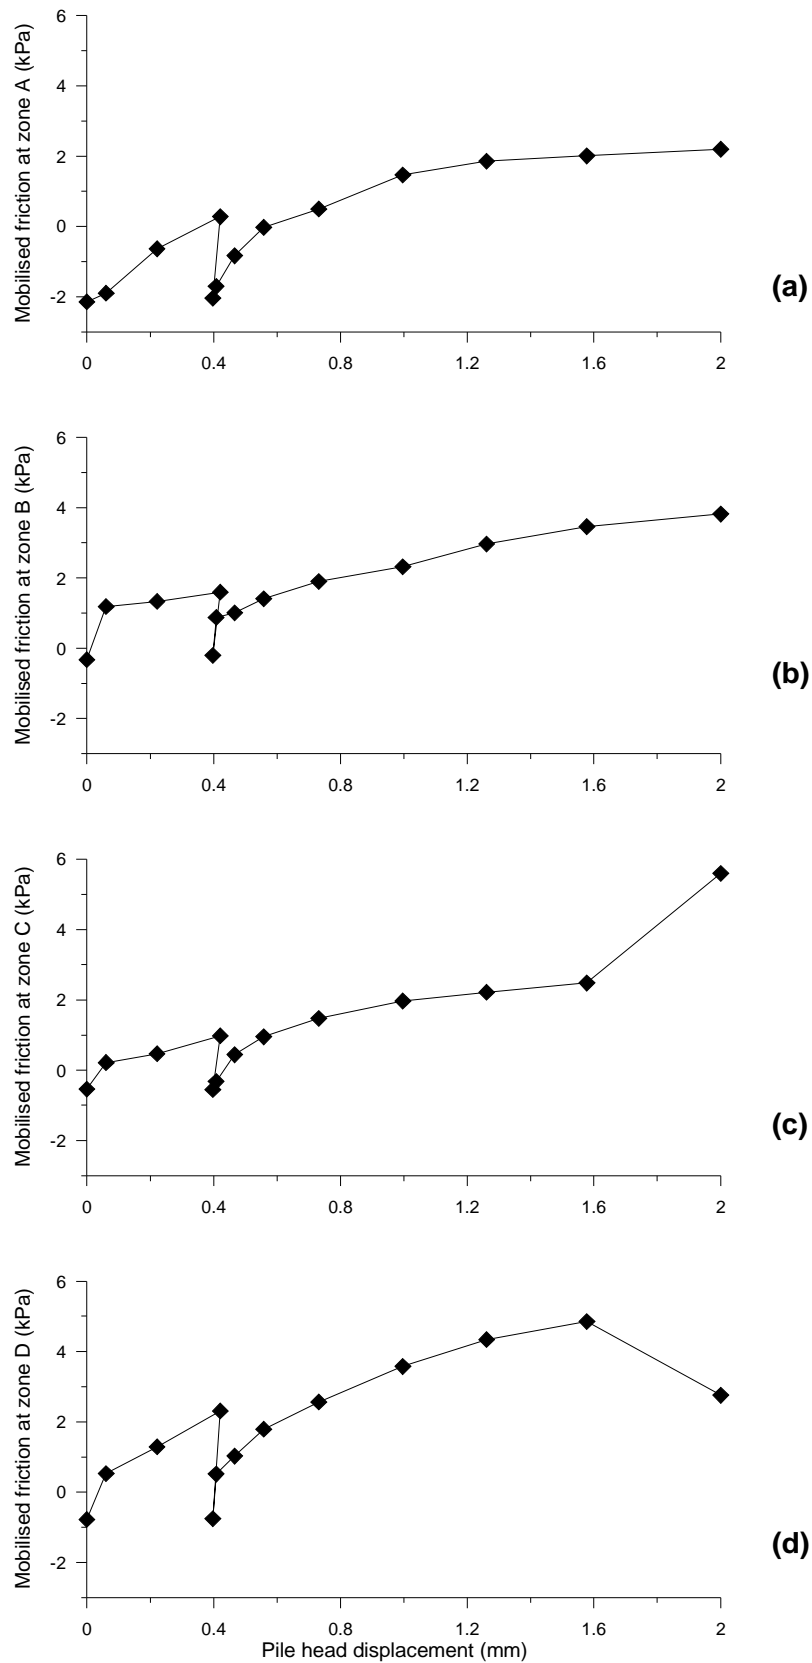 Mobilised friction at zone A (kPa)
6
4
2
0
-2
0 0.4 0.8 1.2 1.6 2
(a)
Mobilised friction at zone B (kPa)
6
4
2
0
-2
0 0.4 0.8 1.2 1.6 2
(b)
Mobilised friction at zone C (kPa)
6
4
2
0
-2
0 0.4 0.8 1.2 1.6 2
(c)
Mobilised friction at zone D (kPa)
6
4
2
0
-2
0 0.4 0.8 1.2 1.6 2
(d)
Pile head displacement (mm)